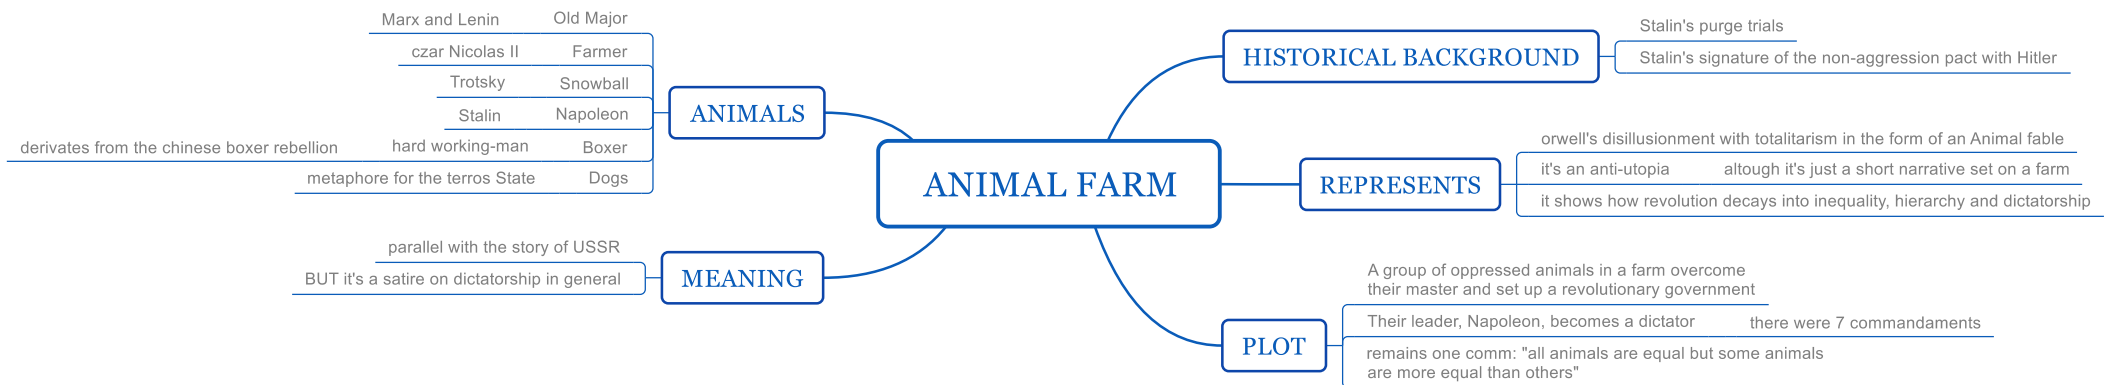 ANIMAL FARM
HISTORICAL BACKGROUND
Stalin's purge trials
Stalin's signature of the non-aggression pact with Hitler
REPRESENTS
orwell's disillusionment with totalitarism in the form of an Animal fable
it's an anti-utopia
altough it's just a short narrative set on a farm
it shows how revolution decays into inequality, hierarchy and dictatorship
PLOT
A group of oppressed animals in a farm overcome
their master and set up a revolutionary government
Their leader, Napoleon, becomes a dictator
there were 7 commandaments
remains one comm: "all animals are equal but some animals
are more equal than others"
ANIMALS
Old Major
Marx and Lenin
Farmer
czar Nicolas II
Snowball
Trotsky
Napoleon
Stalin
Boxer
hard working-man
derivates from the chinese boxer rebellion
Dogs
metaphore for the terros State
MEANING
parallel with the story of USSR
BUT it's a satire on dictatorship in general